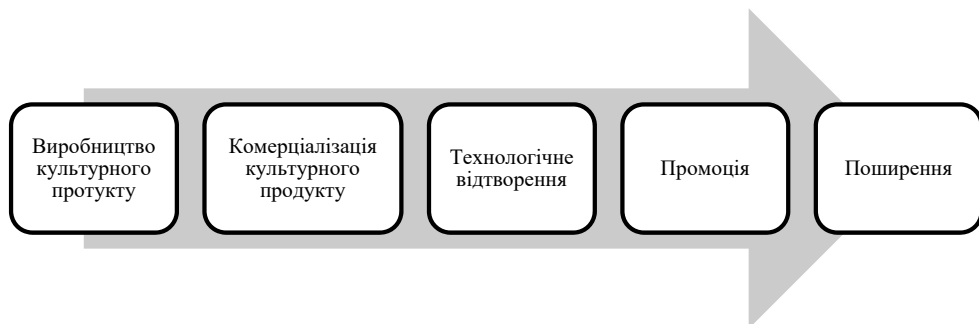 Виробництво
культурного
протукту
Комерціалізація
культурного
продукту
Технологічне
відтворення
Промоція
Поширення